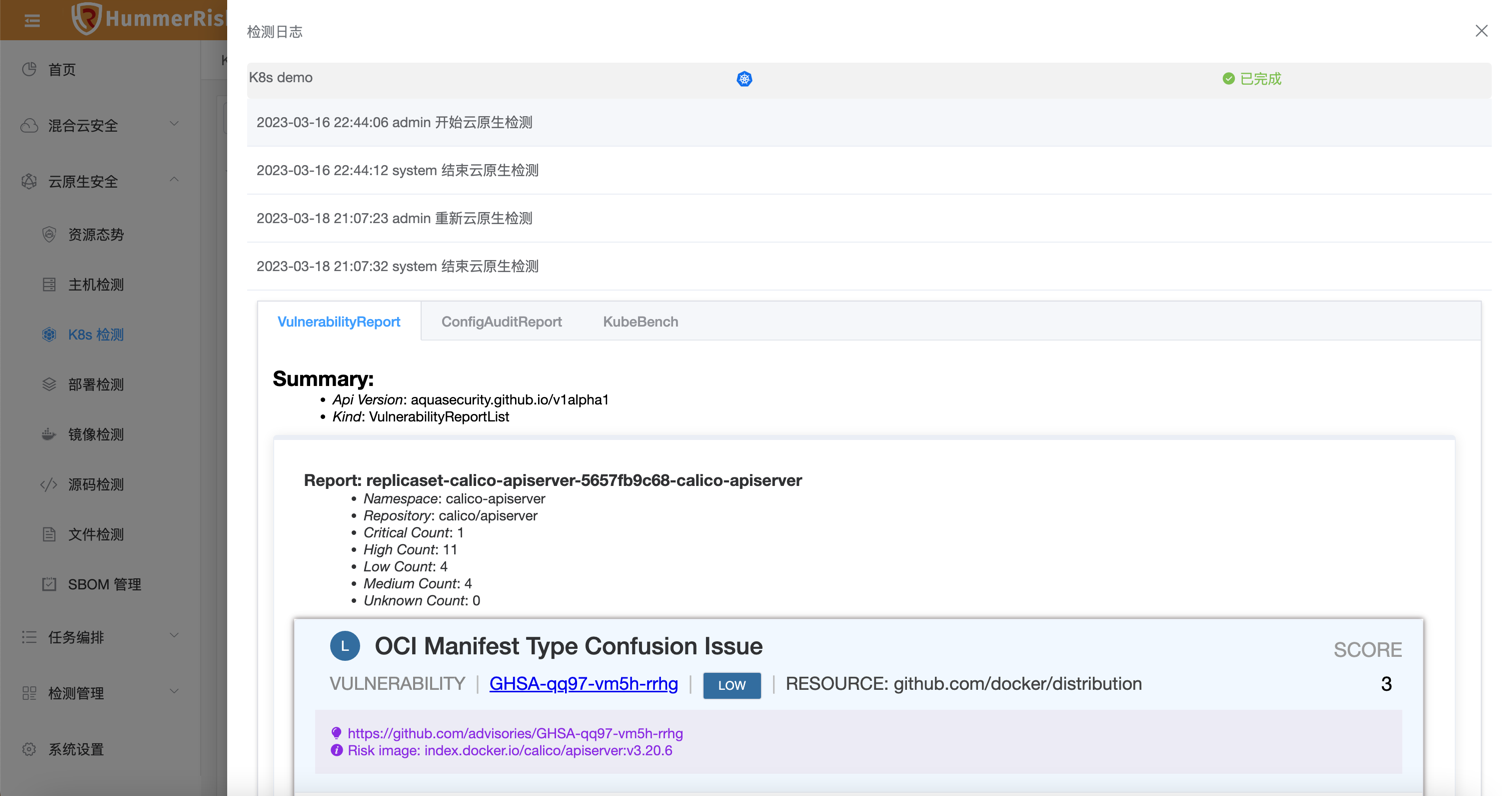 HummerRis
检测日志
K8s demo 已完成
首页
2023-03-16 22:44:06 admin 开始云原生检测
混合云安全
2023-03-16 22:44:12 system 结束云原生检测
云原生安全
2023-03-18 21:07:23 admin 重新云原生检测
资源态势
2023-03-18 21:07:32 system 结束云原生检测
主机检测
VulnerabilityReport ConfigAuditReport KubeBench
K8s 检测
Summary:
部署检测
• Api Version: aquasecurity.github.io/v1alpha1
• Kind: VulnerabilityReportList
镜像检测
源码检测
Report: replicaset-calico-apiserver-5657fb9c68-calico-apiserver
• Namespace: calico-apiserver
• Repository: calico/apiserver
• Critical Count: 1
文件检测
• High Count: 11
• Low Count: 4
• Medium Count: 4
SBOM 管理
• Unknown Count: 0
任务编排
L OCI Manifest Type Confusion Issue SCORE
VULNERABILITY | GHSA-qq97-vm5h-rrhg | LOW | RESOURCE: github.com/docker/distribution 3
检测管理
https://github.com/advisories/GHSA-qq97-vm5h-rrhg
Risk image: index.docker.io/calico/apiserver:v3.20.6
系统设置